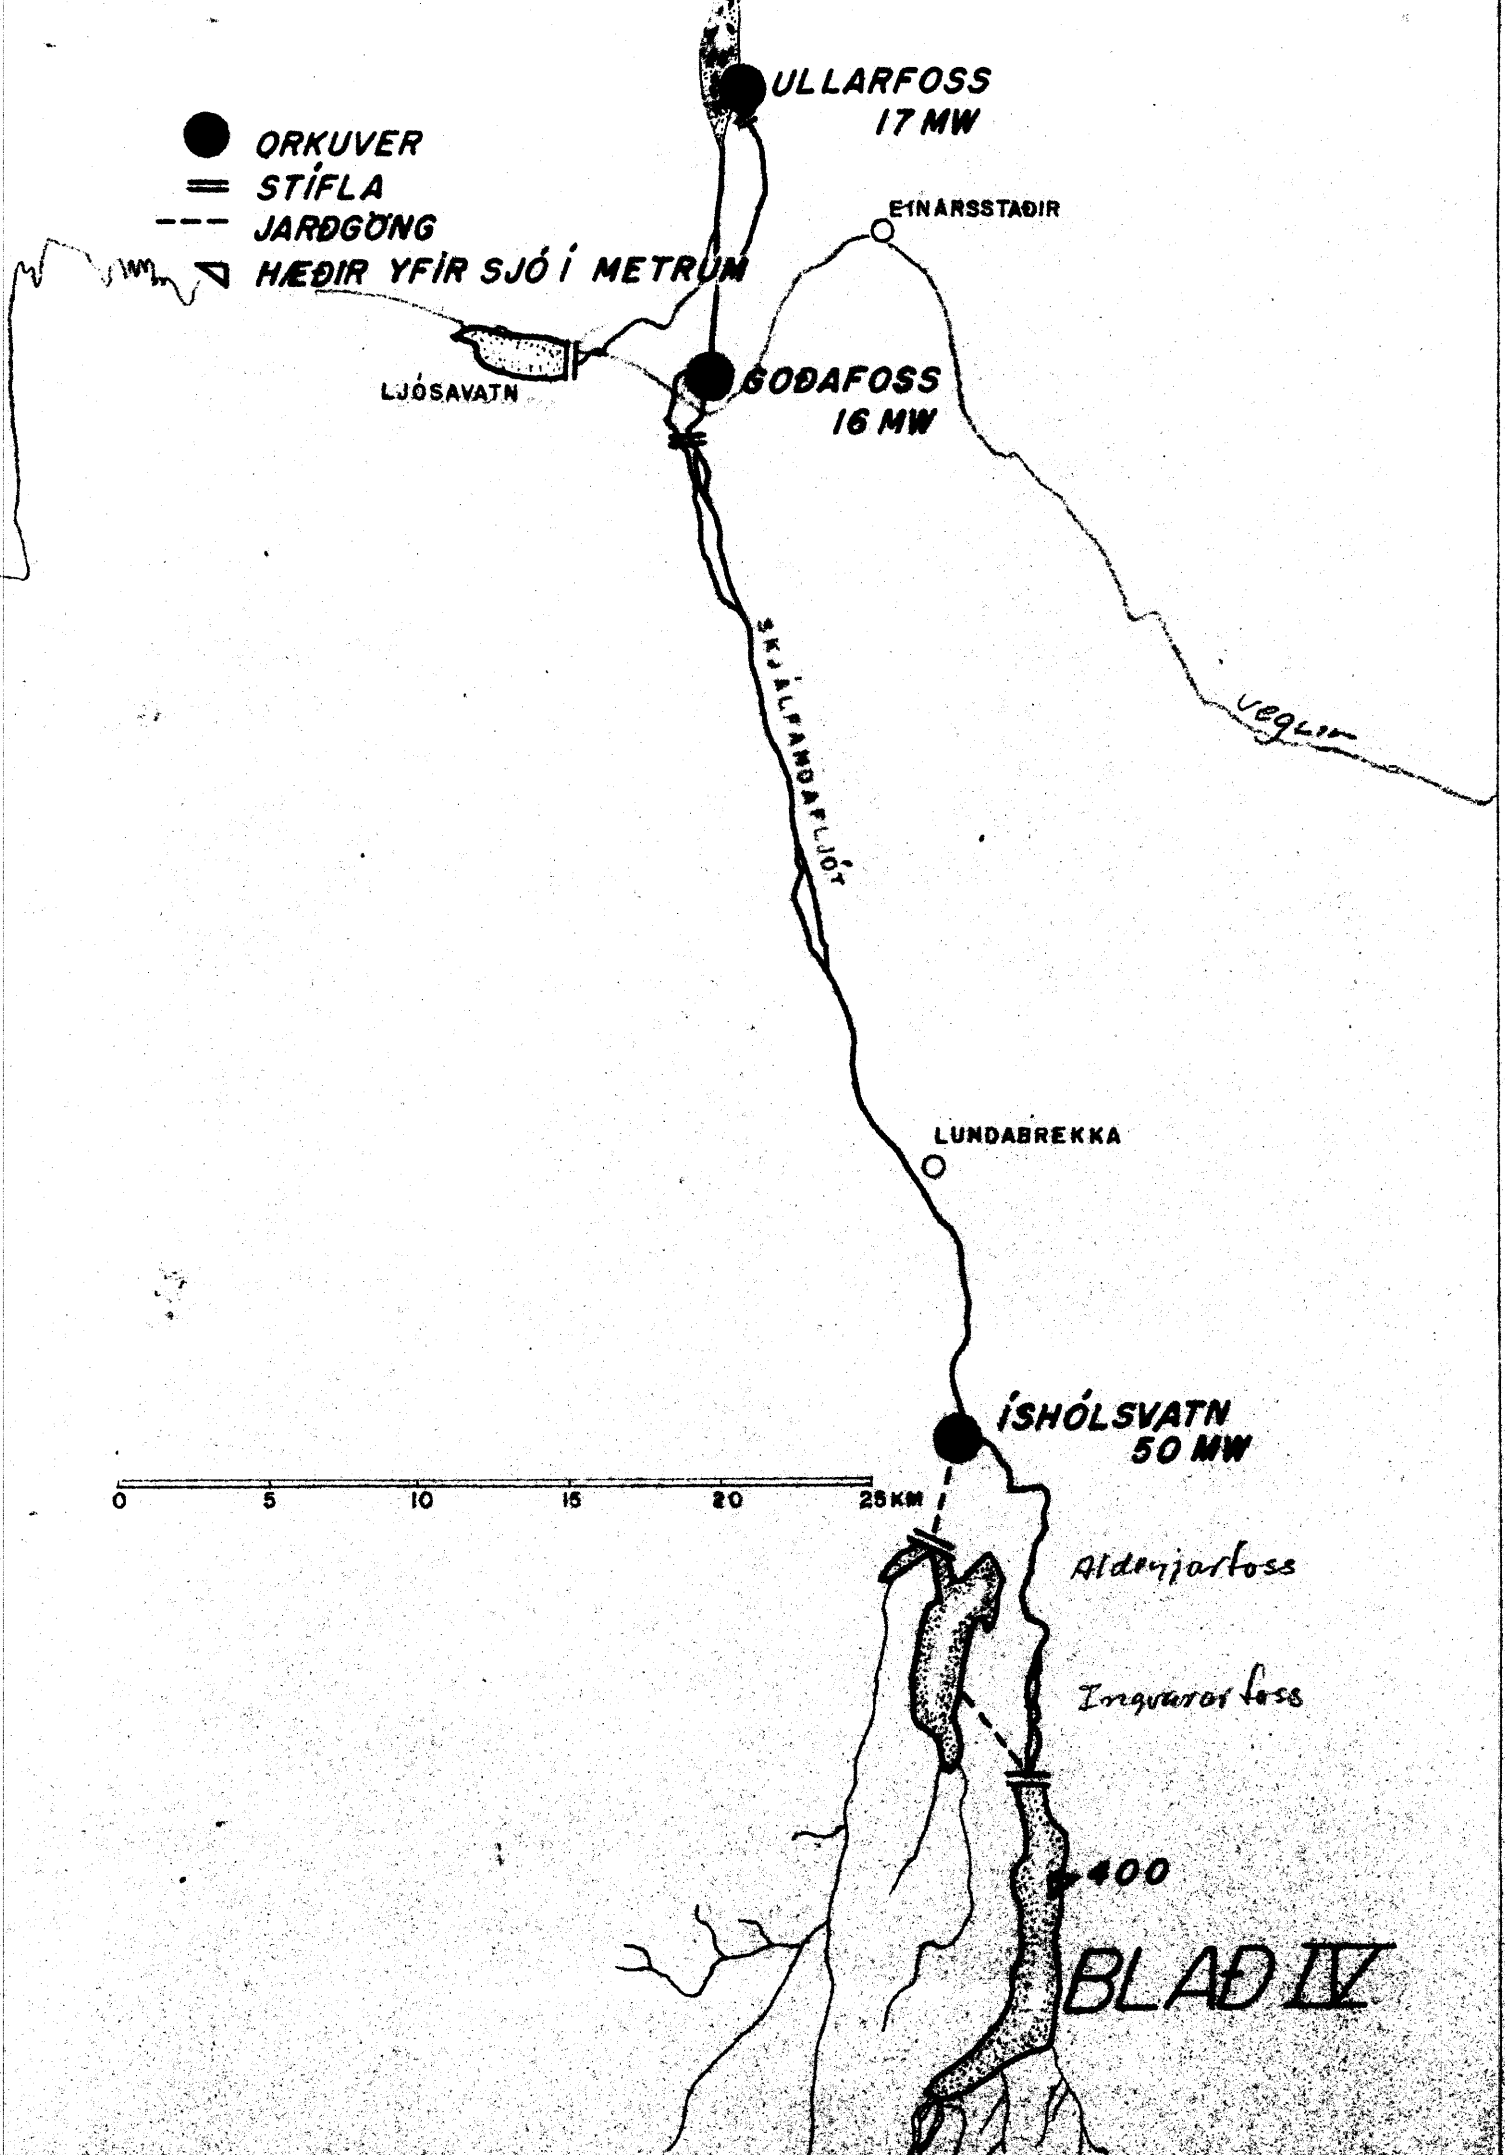 ULLARFOSS
17 MW
ORKUVER
STÍFLA
JARÐGÖNG
HÆÐIR YFIR SJÓ Í METRUM
EINARSSTAÐIR
LJÓSAVATN
GOÐAFOSS
16 MW
SKJÁLFANDAFLJÓT
vegur
LUNDABREKKA
ÍSHÓLSVATN
50 MW
0 5 10 15 20 25 KM
Aldeyjarfoss
Ingvararfoss
400
BLAÐ IV